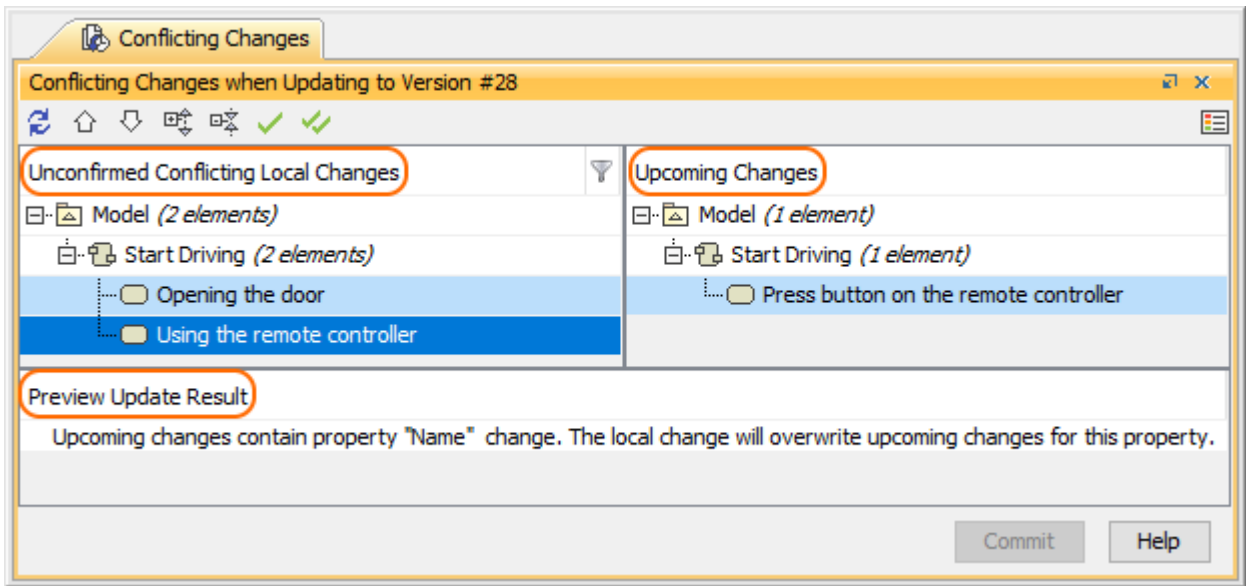 Conflicting Changes
Conflicting Changes when Updating to Version #28
Unconfirmed Conflicting Local Changes
Model (2 elements)
Start Driving (2 elements)
Opening the door
Using the remote controller
Upcoming Changes
Model (1 element)
Start Driving (1 element)
Press button on the remote controller
Preview Update Result
Upcoming changes contain property "Name" change. The local change will overwrite upcoming changes for this property.
Commit
Help